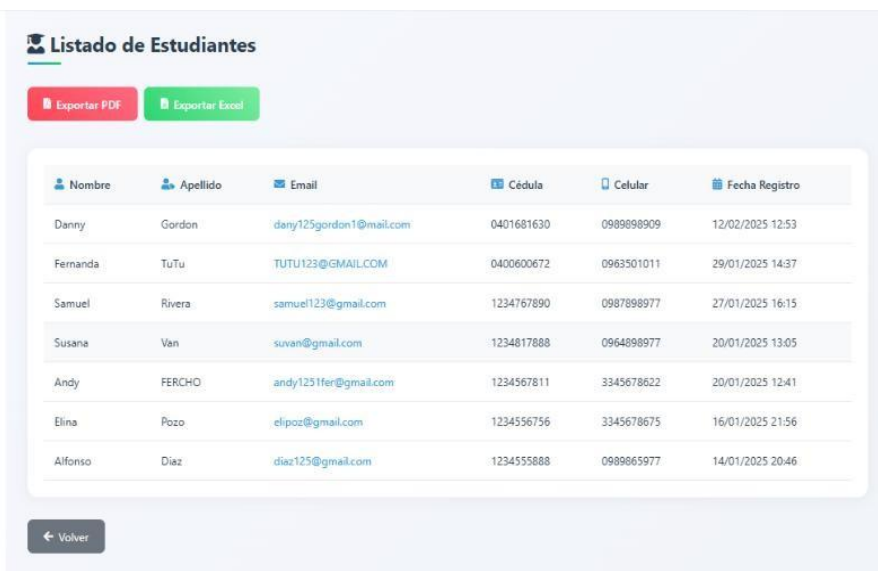 Listado de Estudiantes
Exportar PDF Exportar Excel
Nombre Apellido Email Cédula Celular Fecha Registro
Danny Gordon dany125gordon1@mail.com 0401681630 0989898909 12/02/2025 12:53
Fernanda TuTu TUTU123@GMAIL.COM 0400600672 0963501011 29/01/2025 14:37
Samuel Rivera samuel123@gmail.com 1234767890 0987898977 27/01/2025 16:15
Susana Van suvan@gmail.com 1234817888 0964898977 20/01/2025 13:05
Andy FERCHO andy1251fer@gmail.com 1234567811 3345678622 20/01/2025 12:41
Elina Pozo elipoz@gmail.com 1234556756 3345678675 16/01/2025 21:56
Alfonso Diaz diaz125@gmail.com 1234555888 0989865977 14/01/2025 20:46
Volver